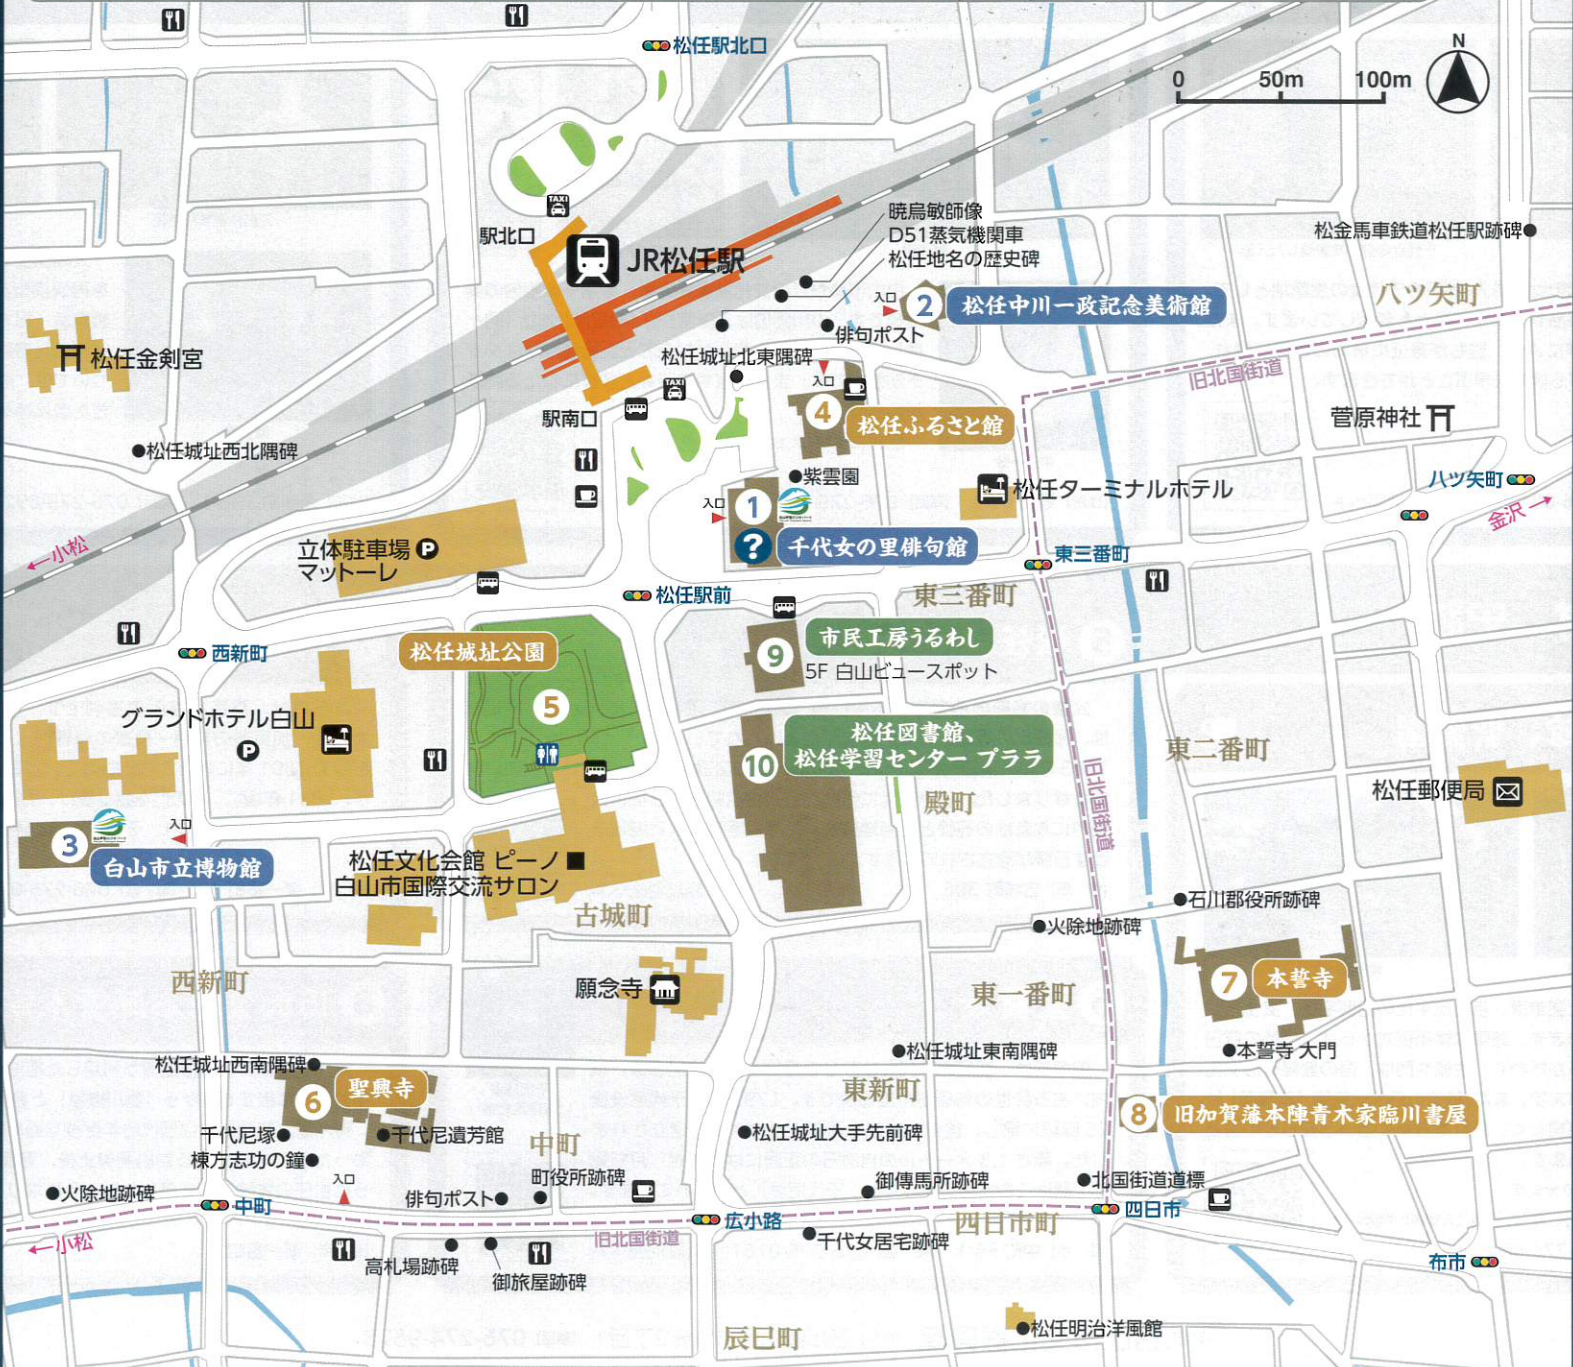 松任駅北口
N
0 50m 100m
TAXI
駅北口
JR松任駅
暁烏敏師像
D51蒸気機関車
松任地名の歴史碑
松金馬車鉄道松任駅跡碑
八ツ矢町
入口
2 松任中川一政記念美術館
俳句ポスト
松任金剣宮
松任城址北東隅碑
旧北国街道
TAXI
入口
4 松任ふるさと館
菅原神社
駅南口
松任城址西北隅碑
紫雲園
松任ターミナルホテル
八ツ矢町
金沢→
入口
1
? 千代女の里俳句館
←小松
立体駐車場 P
マットーレ
東三番町
松任駅前
東三番町
西新町
松任城址公園
5
9 市民工房うるわし
5F 白山ビュースポット
グランドホテル白山
P
10 松任図書館、
松任学習センター プララ
東二番町
旧北国街道
松任郵便局
殿町
入口
3 白山市立博物館
松任文化会館 ピーノ
白山市国際交流サロン
古城町
石川郡役所跡碑
火除地跡碑
西新町
願念寺
東一番町
7 本誓寺
松任城址西南隅碑
松任城址東南隅碑
本誓寺 大門
6 聖興寺
東新町
8 旧加賀藩本陣青木家臨川書屋
千代尼塚
千代尼遺芳館
中町
松任城址大手先前碑
棟方志功の鐘
火除地跡碑
入口
町役所跡碑
俳句ポスト
御傳馬所跡碑
北国街道道標
中町
広小路
四日市町
四日市
←小松
旧北国街道
千代女居宅跡碑
高札場跡碑
御旅屋跡碑
布市
辰巳町
松任明治洋風館